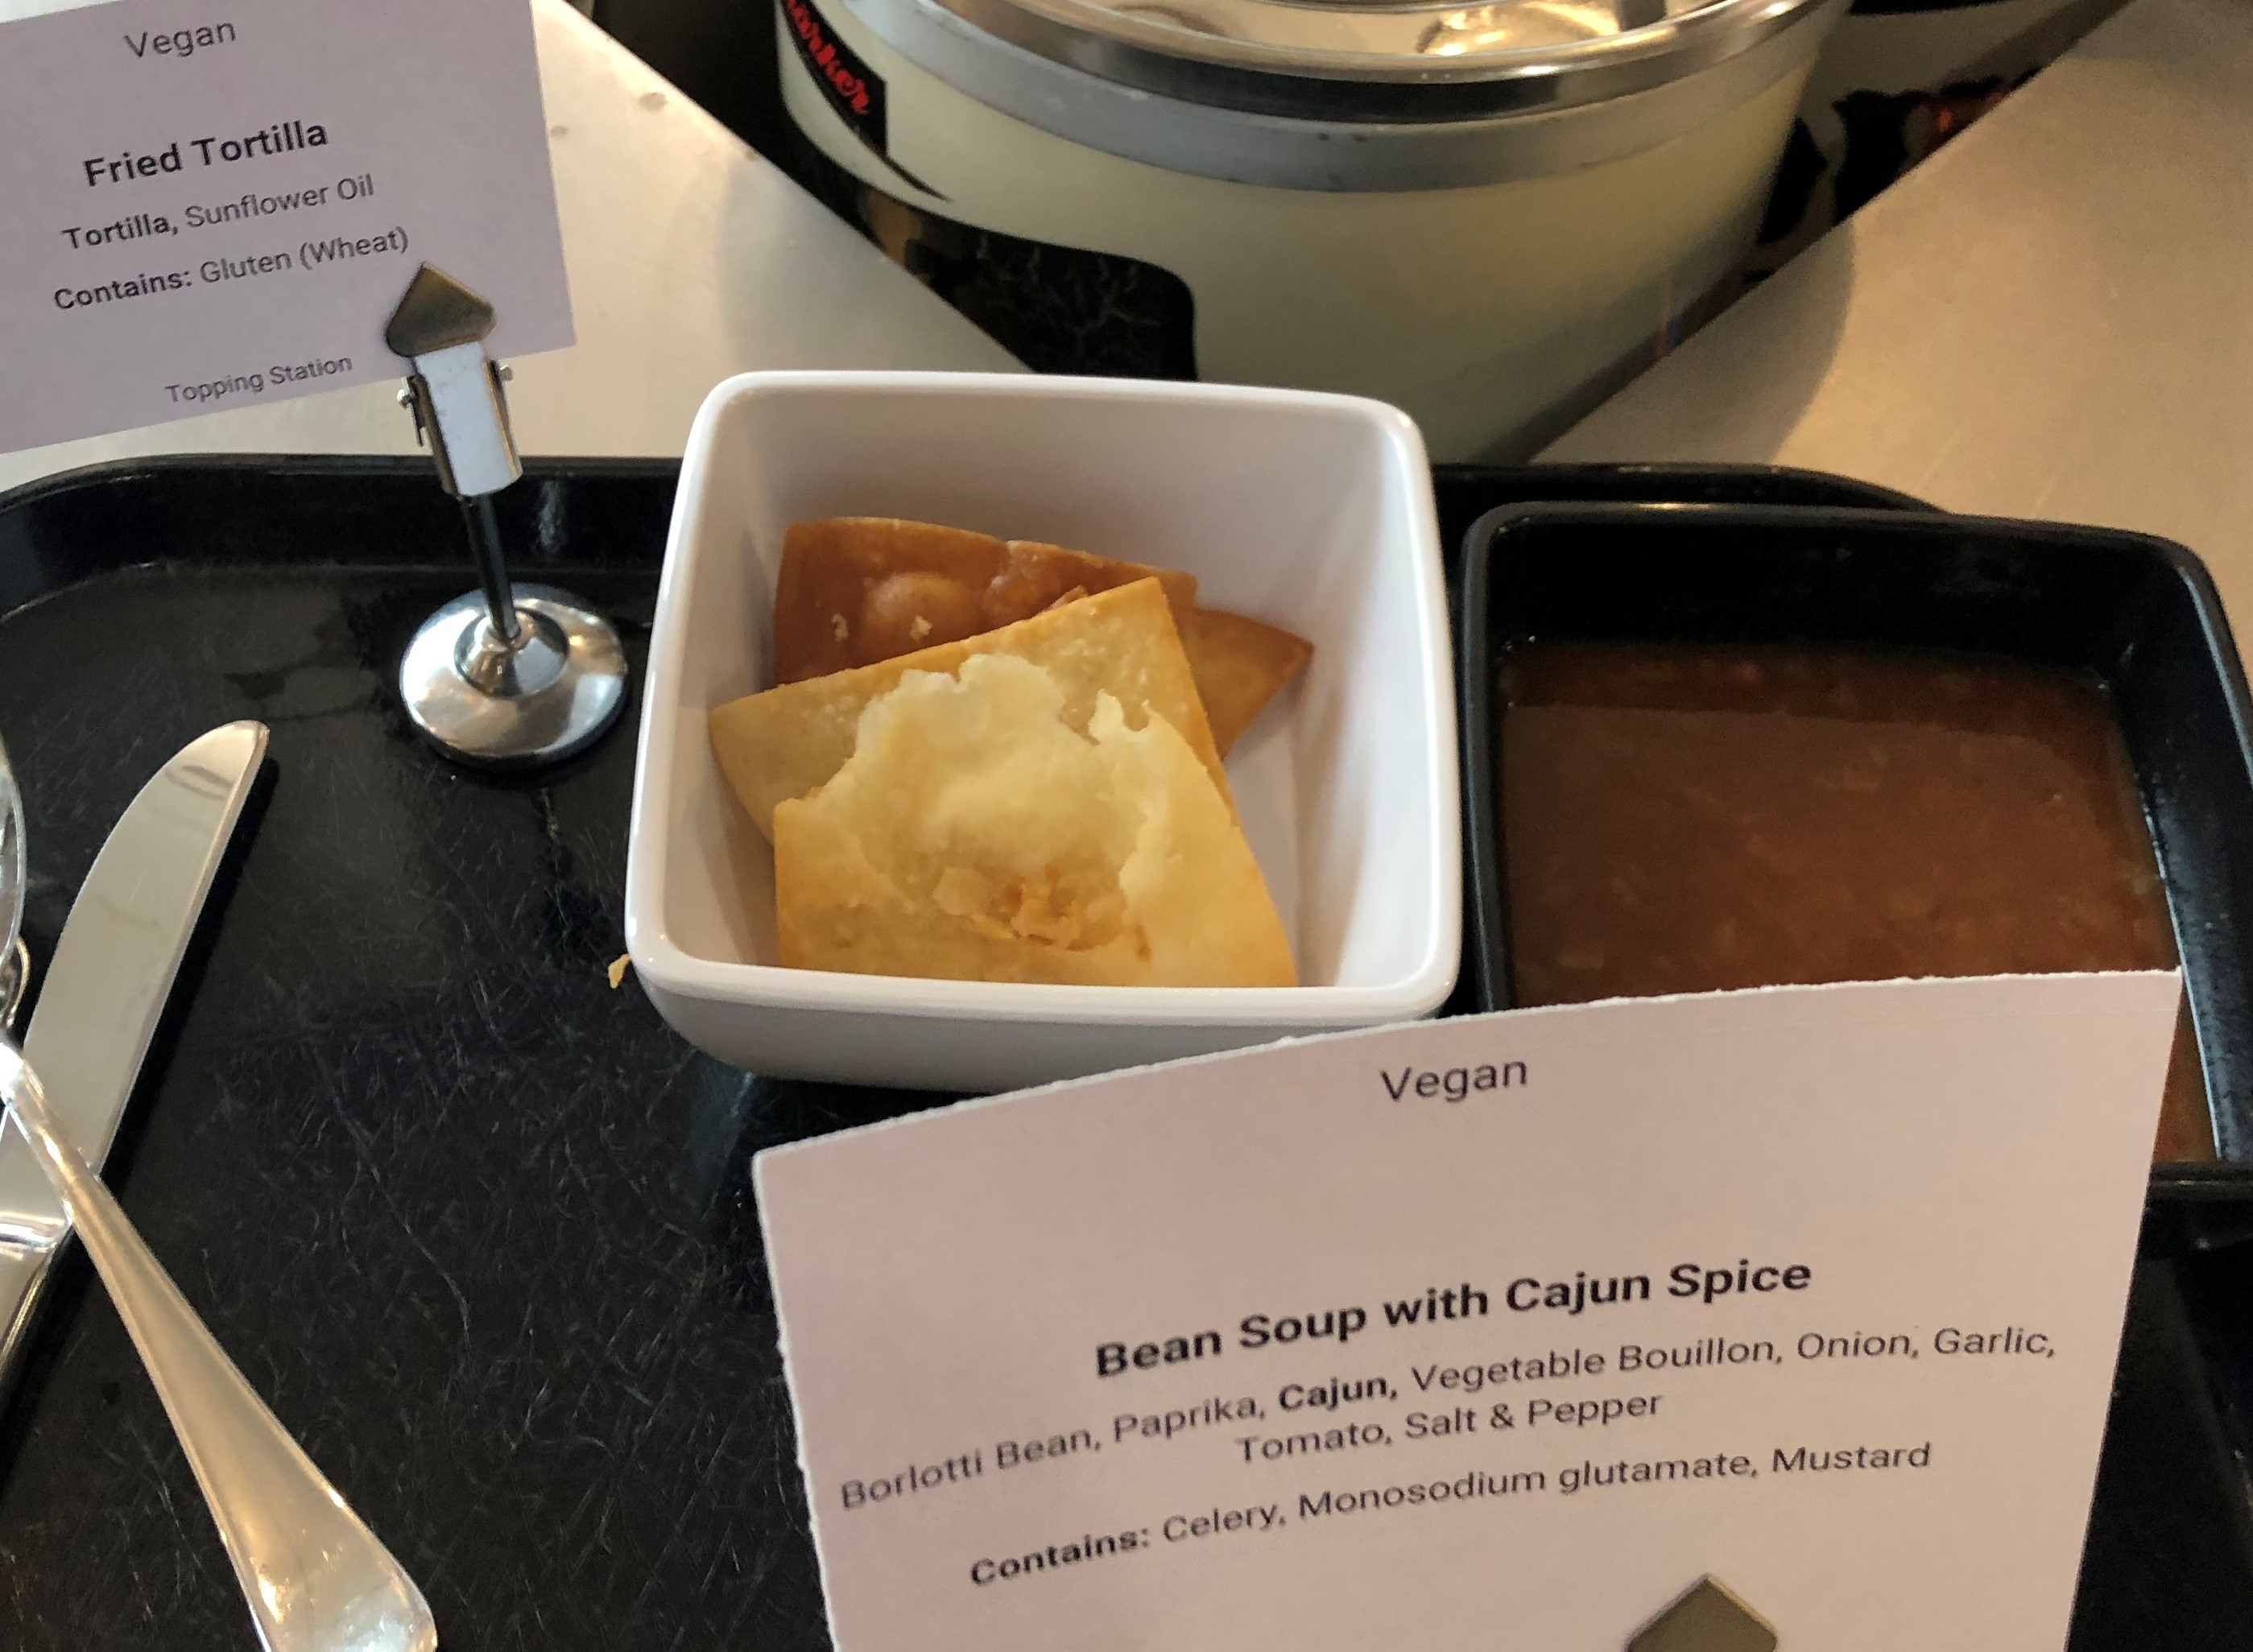 Vegan
Fried Tortilla
Tortilla, Sunflower Oil
Contains: Gluten (Wheat)
Topping Station
Vegan
Bean Soup with Cajun Spice
Borlotti Bean, Paprika, Cajun, Vegetable Bouillon, Onion, Garlic,
Tomato, Salt & Pepper
Contains: Celery, Monosodium glutamate, Mustard